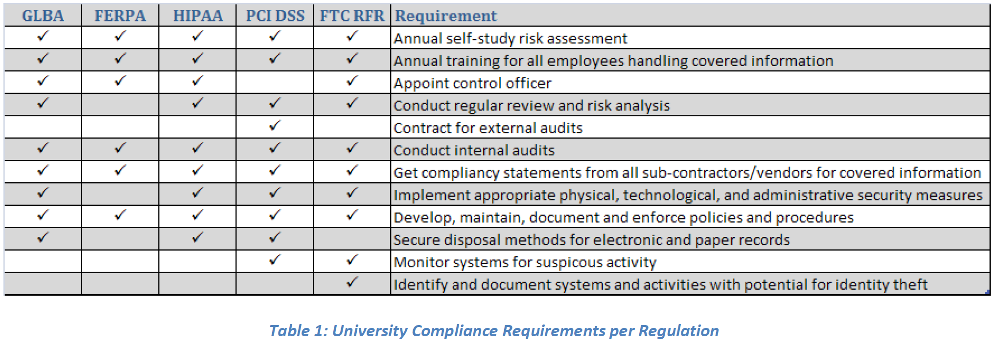 GLBA FERPA HIPAA PCI DSS FTC RFR Requirement
✓ ✓ ✓ ✓ ✓ Annual self-study risk assessment
✓ ✓ ✓ ✓ ✓ Annual training for all employees handling covered information
✓ ✓ ✓ ✓ Appoint control officer
✓ ✓ ✓ ✓ Conduct regular review and risk analysis
✓ Contract for external audits
✓ ✓ ✓ ✓ ✓ Conduct internal audits
✓ ✓ ✓ ✓ ✓ Get compliancy statements from all sub-contractors/vendors for covered information
✓ ✓ ✓ ✓ Implement appropriate physical, technological, and administrative security measures
✓ ✓ ✓ ✓ ✓ Develop, maintain, document and enforce policies and procedures
✓ ✓ ✓ Secure disposal methods for electronic and paper records
✓ ✓ Monitor systems for suspicous activity
✓ Identify and document systems and activities with potential for identity theft
Table 1: University Compliance Requirements per Regulation